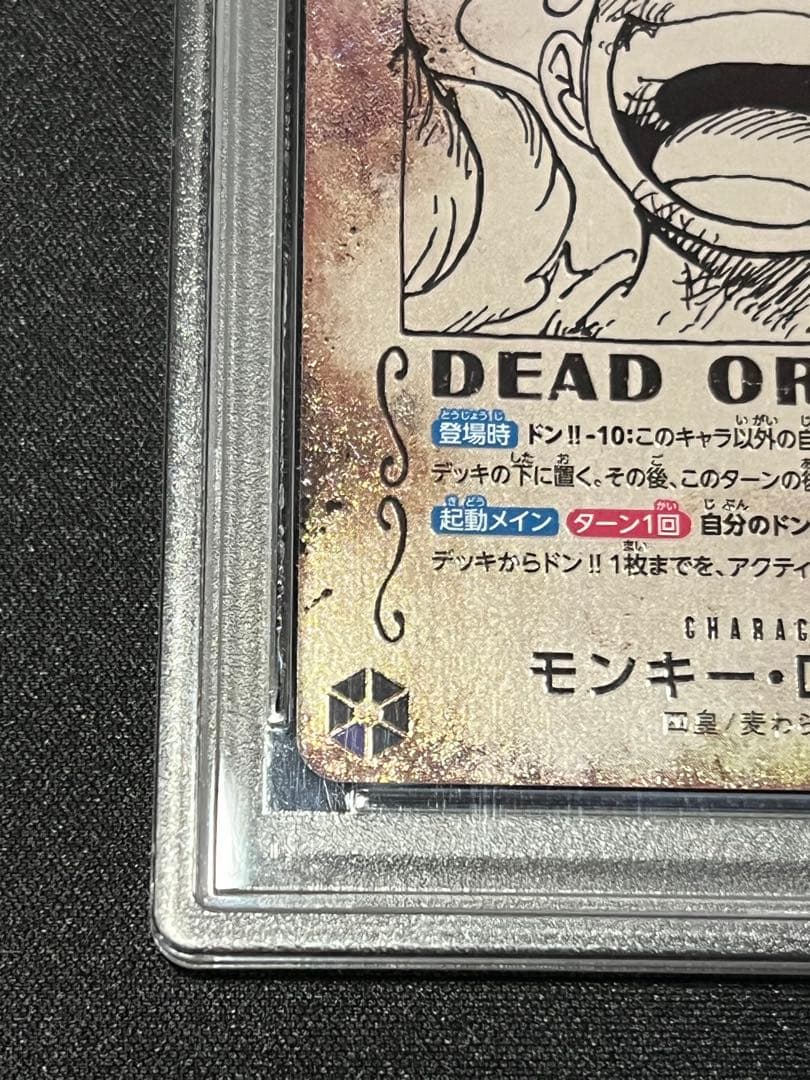 DEAD OR
登場時 ドン!!-10:このキャラ以外の自
デッキの下に置く。その後、このターンの後
起動メイン ターン1回 自分のドン
デッキからドン!!1枚までを、アクティ
CHARAC
モンキー・D
四皇/麦わら